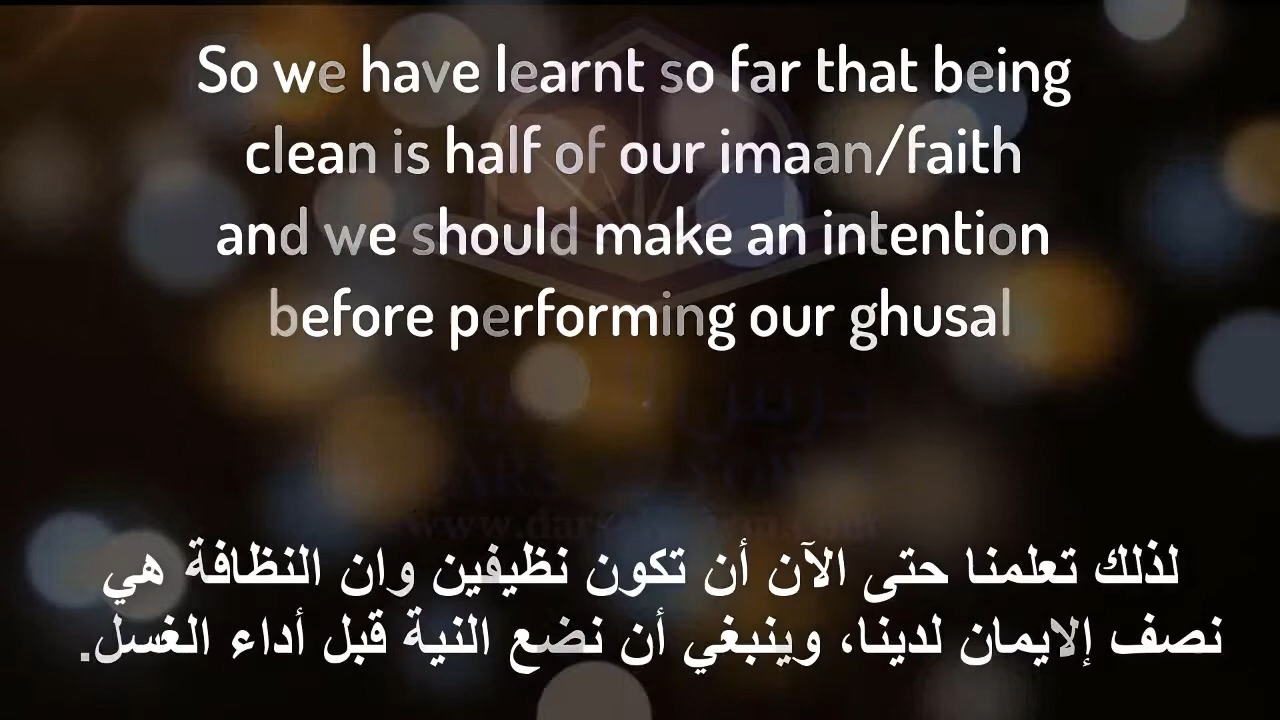 So we have learnt so far that being
clean is half of our imaan/faith
and we should make an intention
before performing our ghusal
لذلك تعلمنا حتى الآن أن تكون نظيفين وان النظافة هي
نصف إلايمان لدينا، وينبغي أن نضع النية قبل أداء الغسل.